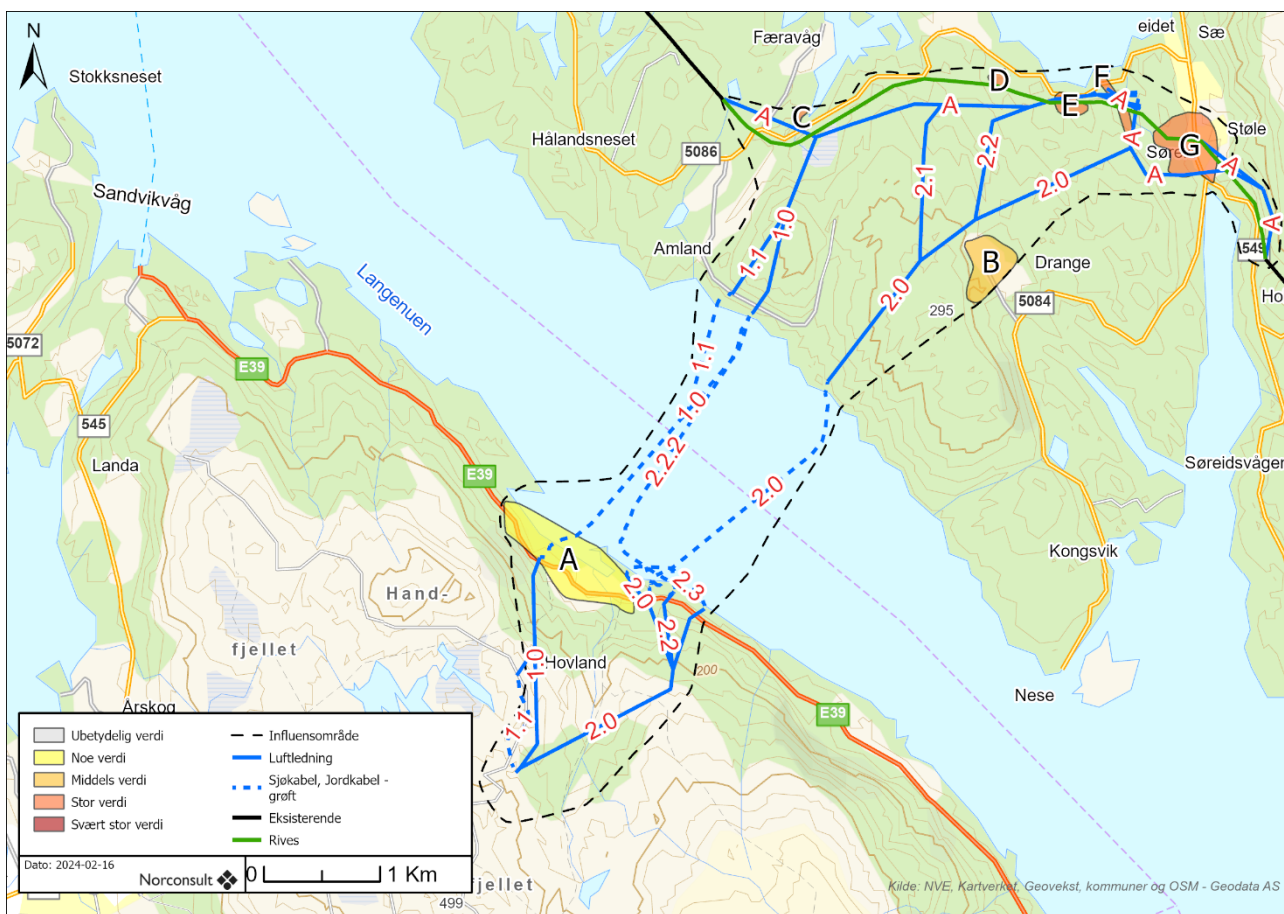 N
Stokksneset
Færavåg
eidet
Sæ
D
F
C
A
A
E
A
Hålandsneset
5086
A
G
Støle
Søre
2.2
2.1
2.0
A
A
Sandvikvåg
A
Amland
1.0
1.1
B
Drange
549
Ho
Langenuen
2.0
295
5084
5072
E39
1.1
1.0
545
2.2.2
Landa
E39
Søreidsvågen
2.0
A
Kongsvik
2.0
2.3
Hand-
fjellet
2.2
1.0
Hovland
200
Nese
1.1
2.0
Årskog
E39
Ubetydelig verdi
Noe verdi
Middels verdi
Stor verdi
Svært stor verdi
Influensområde
Luftledning
Sjøkabel, Jordkabel -
grøft
Eksisterende
Rives
Dato: 2024-02-16
Norconsult
0 1 Km
fjellet
499
Kilde: NVE, Kartverket, Geovekst, kommuner og OSM - Geodata AS